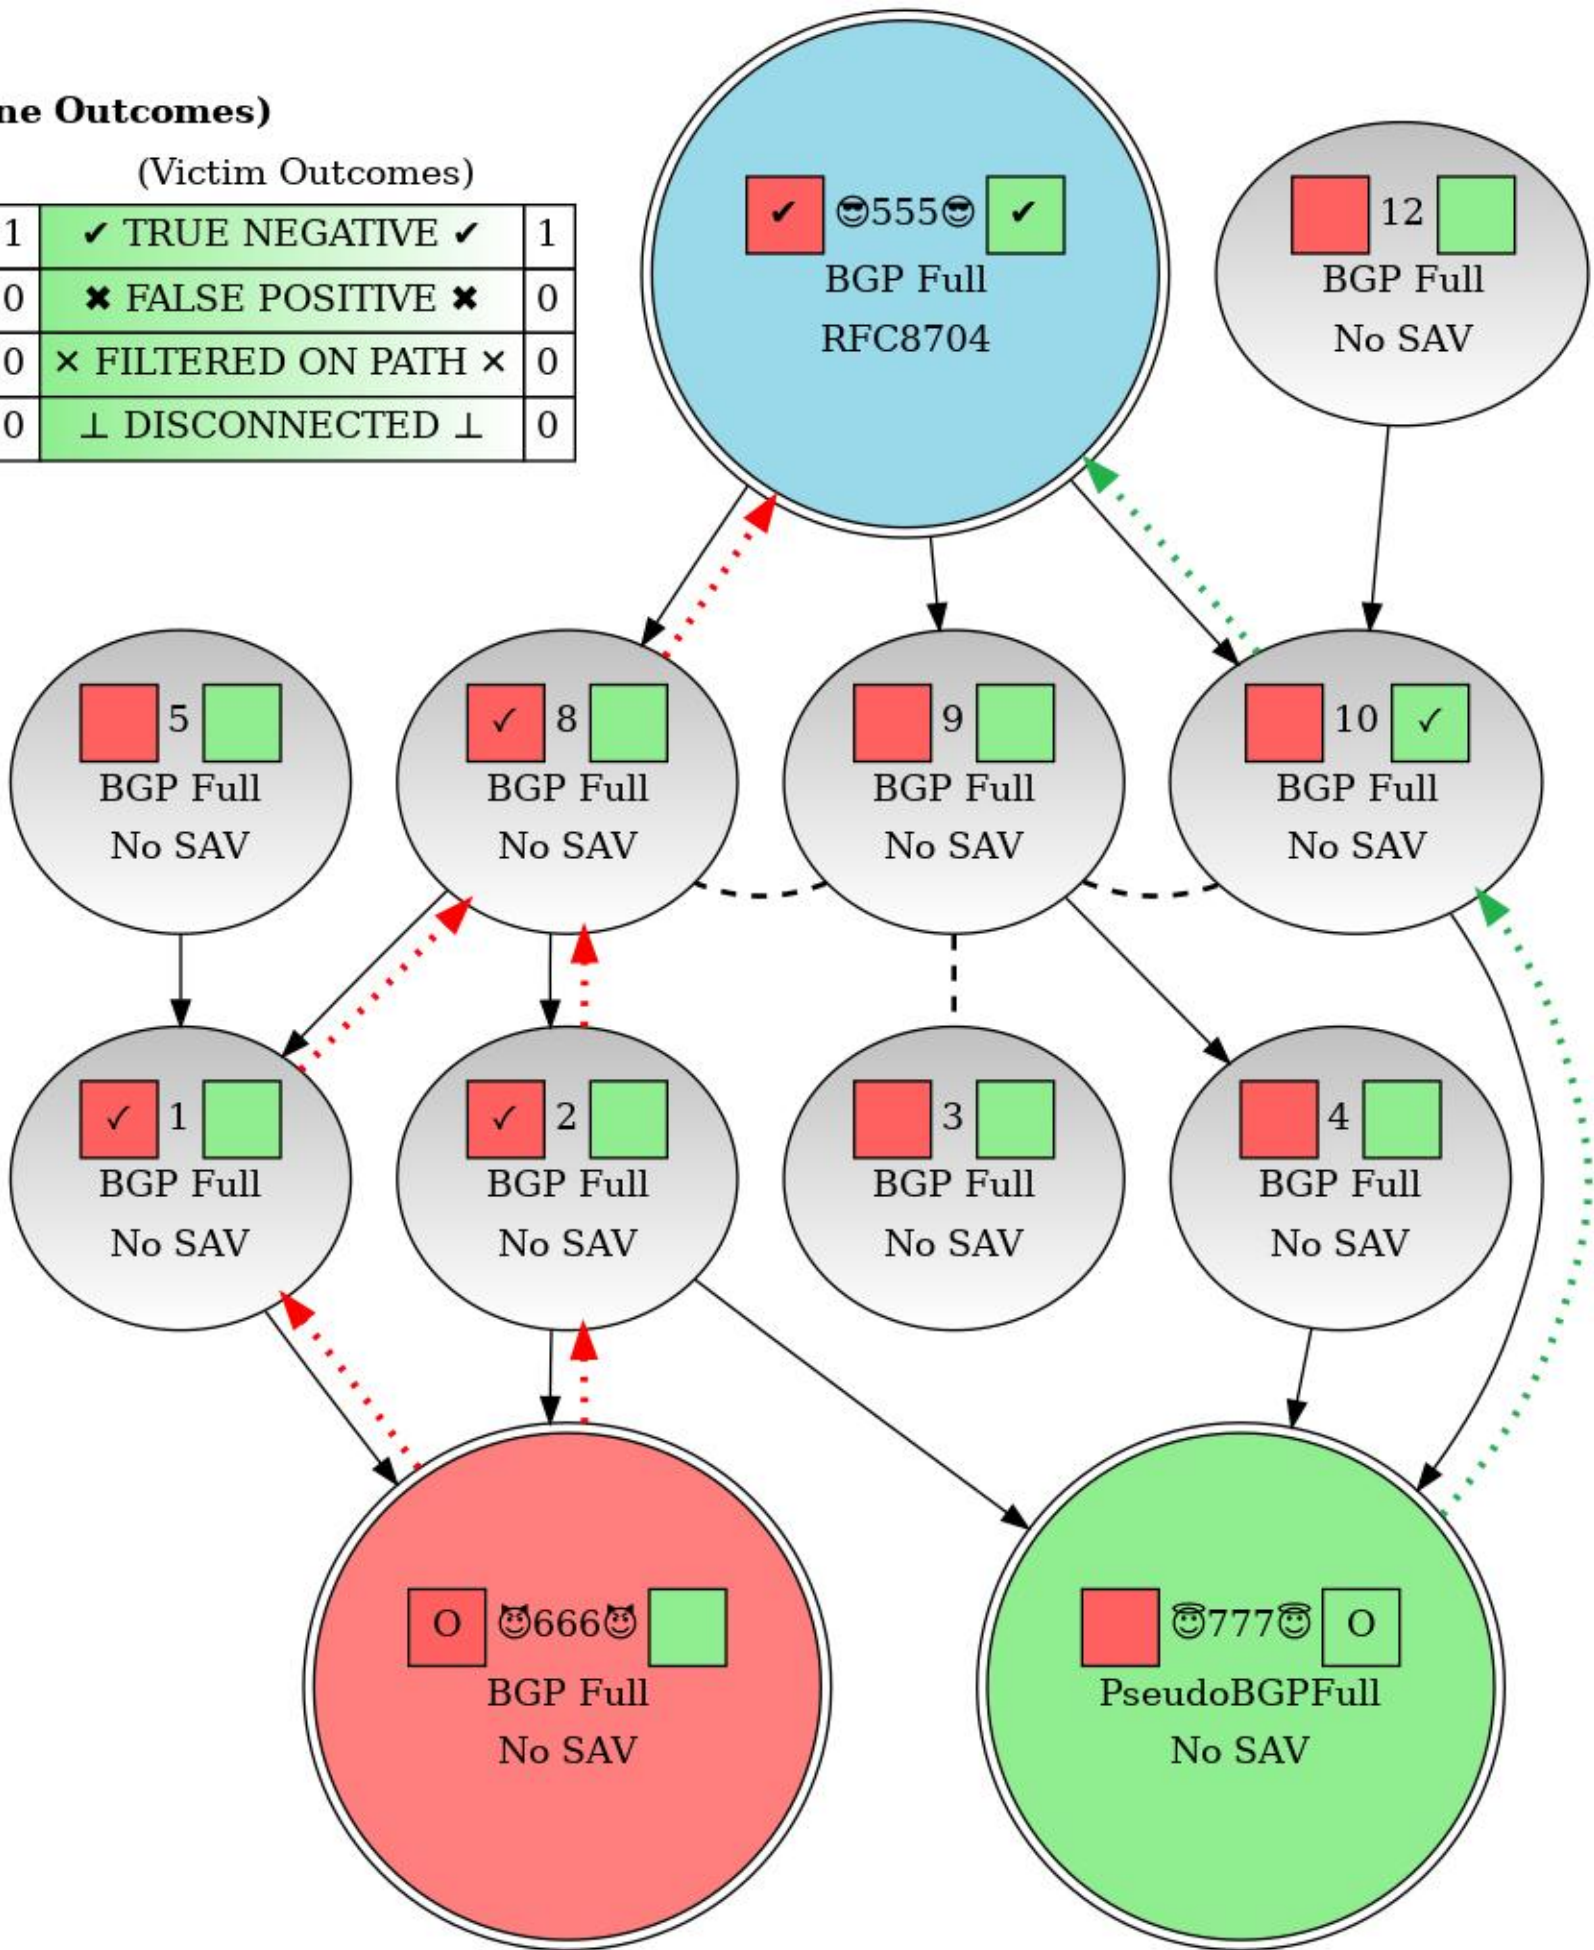 ne Outcomes)
(Victim Outcomes)
1 ✔ TRUE NEGATIVE ✔ 1
0 ✖ FALSE POSITIVE ✖ 0
0 ✕ FILTERED ON PATH ✕ 0
0 ⊥ DISCONNECTED ⊥ 0
✔ 😎555😎 ✔
BGP Full
RFC8704
12
BGP Full
No SAV
5
BGP Full
No SAV
✓ 8
BGP Full
No SAV
9
BGP Full
No SAV
10 ✓
BGP Full
No SAV
✓ 1
BGP Full
No SAV
✓ 2
BGP Full
No SAV
3
BGP Full
No SAV
4
BGP Full
No SAV
O 😈666😈
BGP Full
No SAV
😇777😇 O
PseudoBGPFull
No SAV